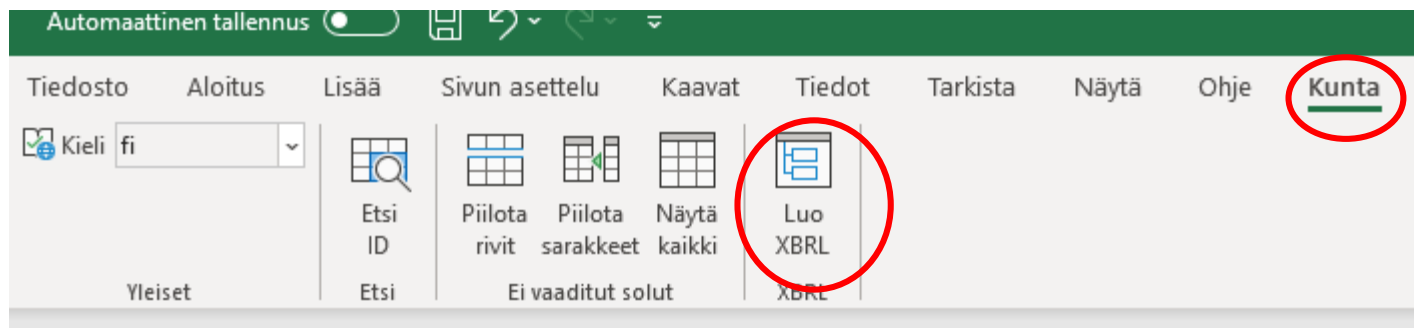 Automaattinen tallennus
Tiedosto Aloitus Lisää Sivun asettelu Kaavat Tiedot Tarkista Näytä Ohje Kunta
Kieli fi
Etsi Piilota Piilota Näytä Luo
ID rivit sarakkeet kaikki XBRL
Yleiset Etsi Ei vaaditut solut XBRL